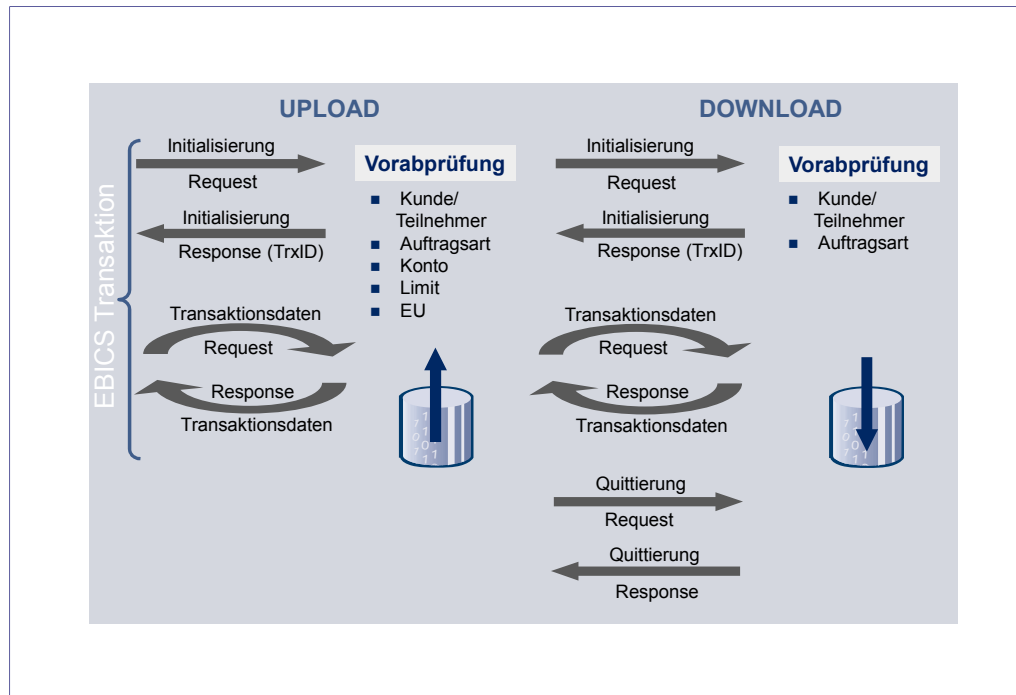 UPLOAD
EBICS Transaktion
Initialisierung
Request
Initialisierung
Response (TrxID)
Transaktionsdaten
Request
Response
Transaktionsdaten
Vorabprüfung
Kunde/
Teilnehmer
Auftragsart
Konto
Limit
EU
DOWNLOAD
Initialisierung
Request
Initialisierung
Response (TrxID)
Transaktionsdaten
Request
Response
Transaktionsdaten
Quittierung
Request
Quittierung
Response
Vorabprüfung
Kunde/
Teilnehmer
Auftragsart